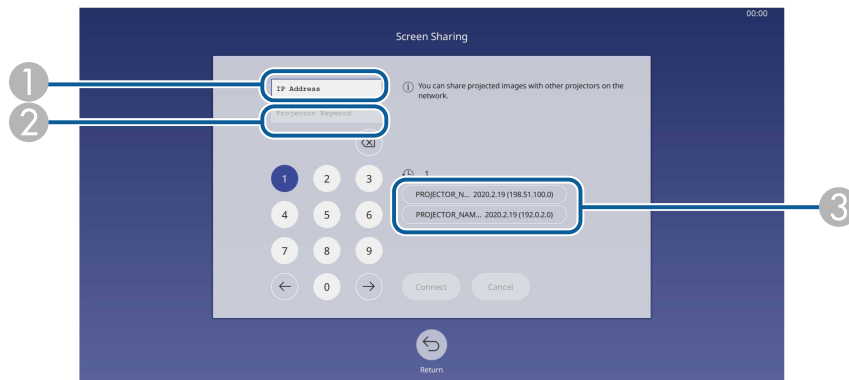 00:00
Screen Sharing
1
IP Address
You can share projected images with other projectors on the
network.
2
Projector Keyword
1 2 3
1
PROJECTOR_N... 2020.2.19 (198.51.100.0)
4 5 6
PROJECTOR_NAM... 2020.2.19 (192.0.2.0)
3
7 8 9
0
Connect
Cancel
Return